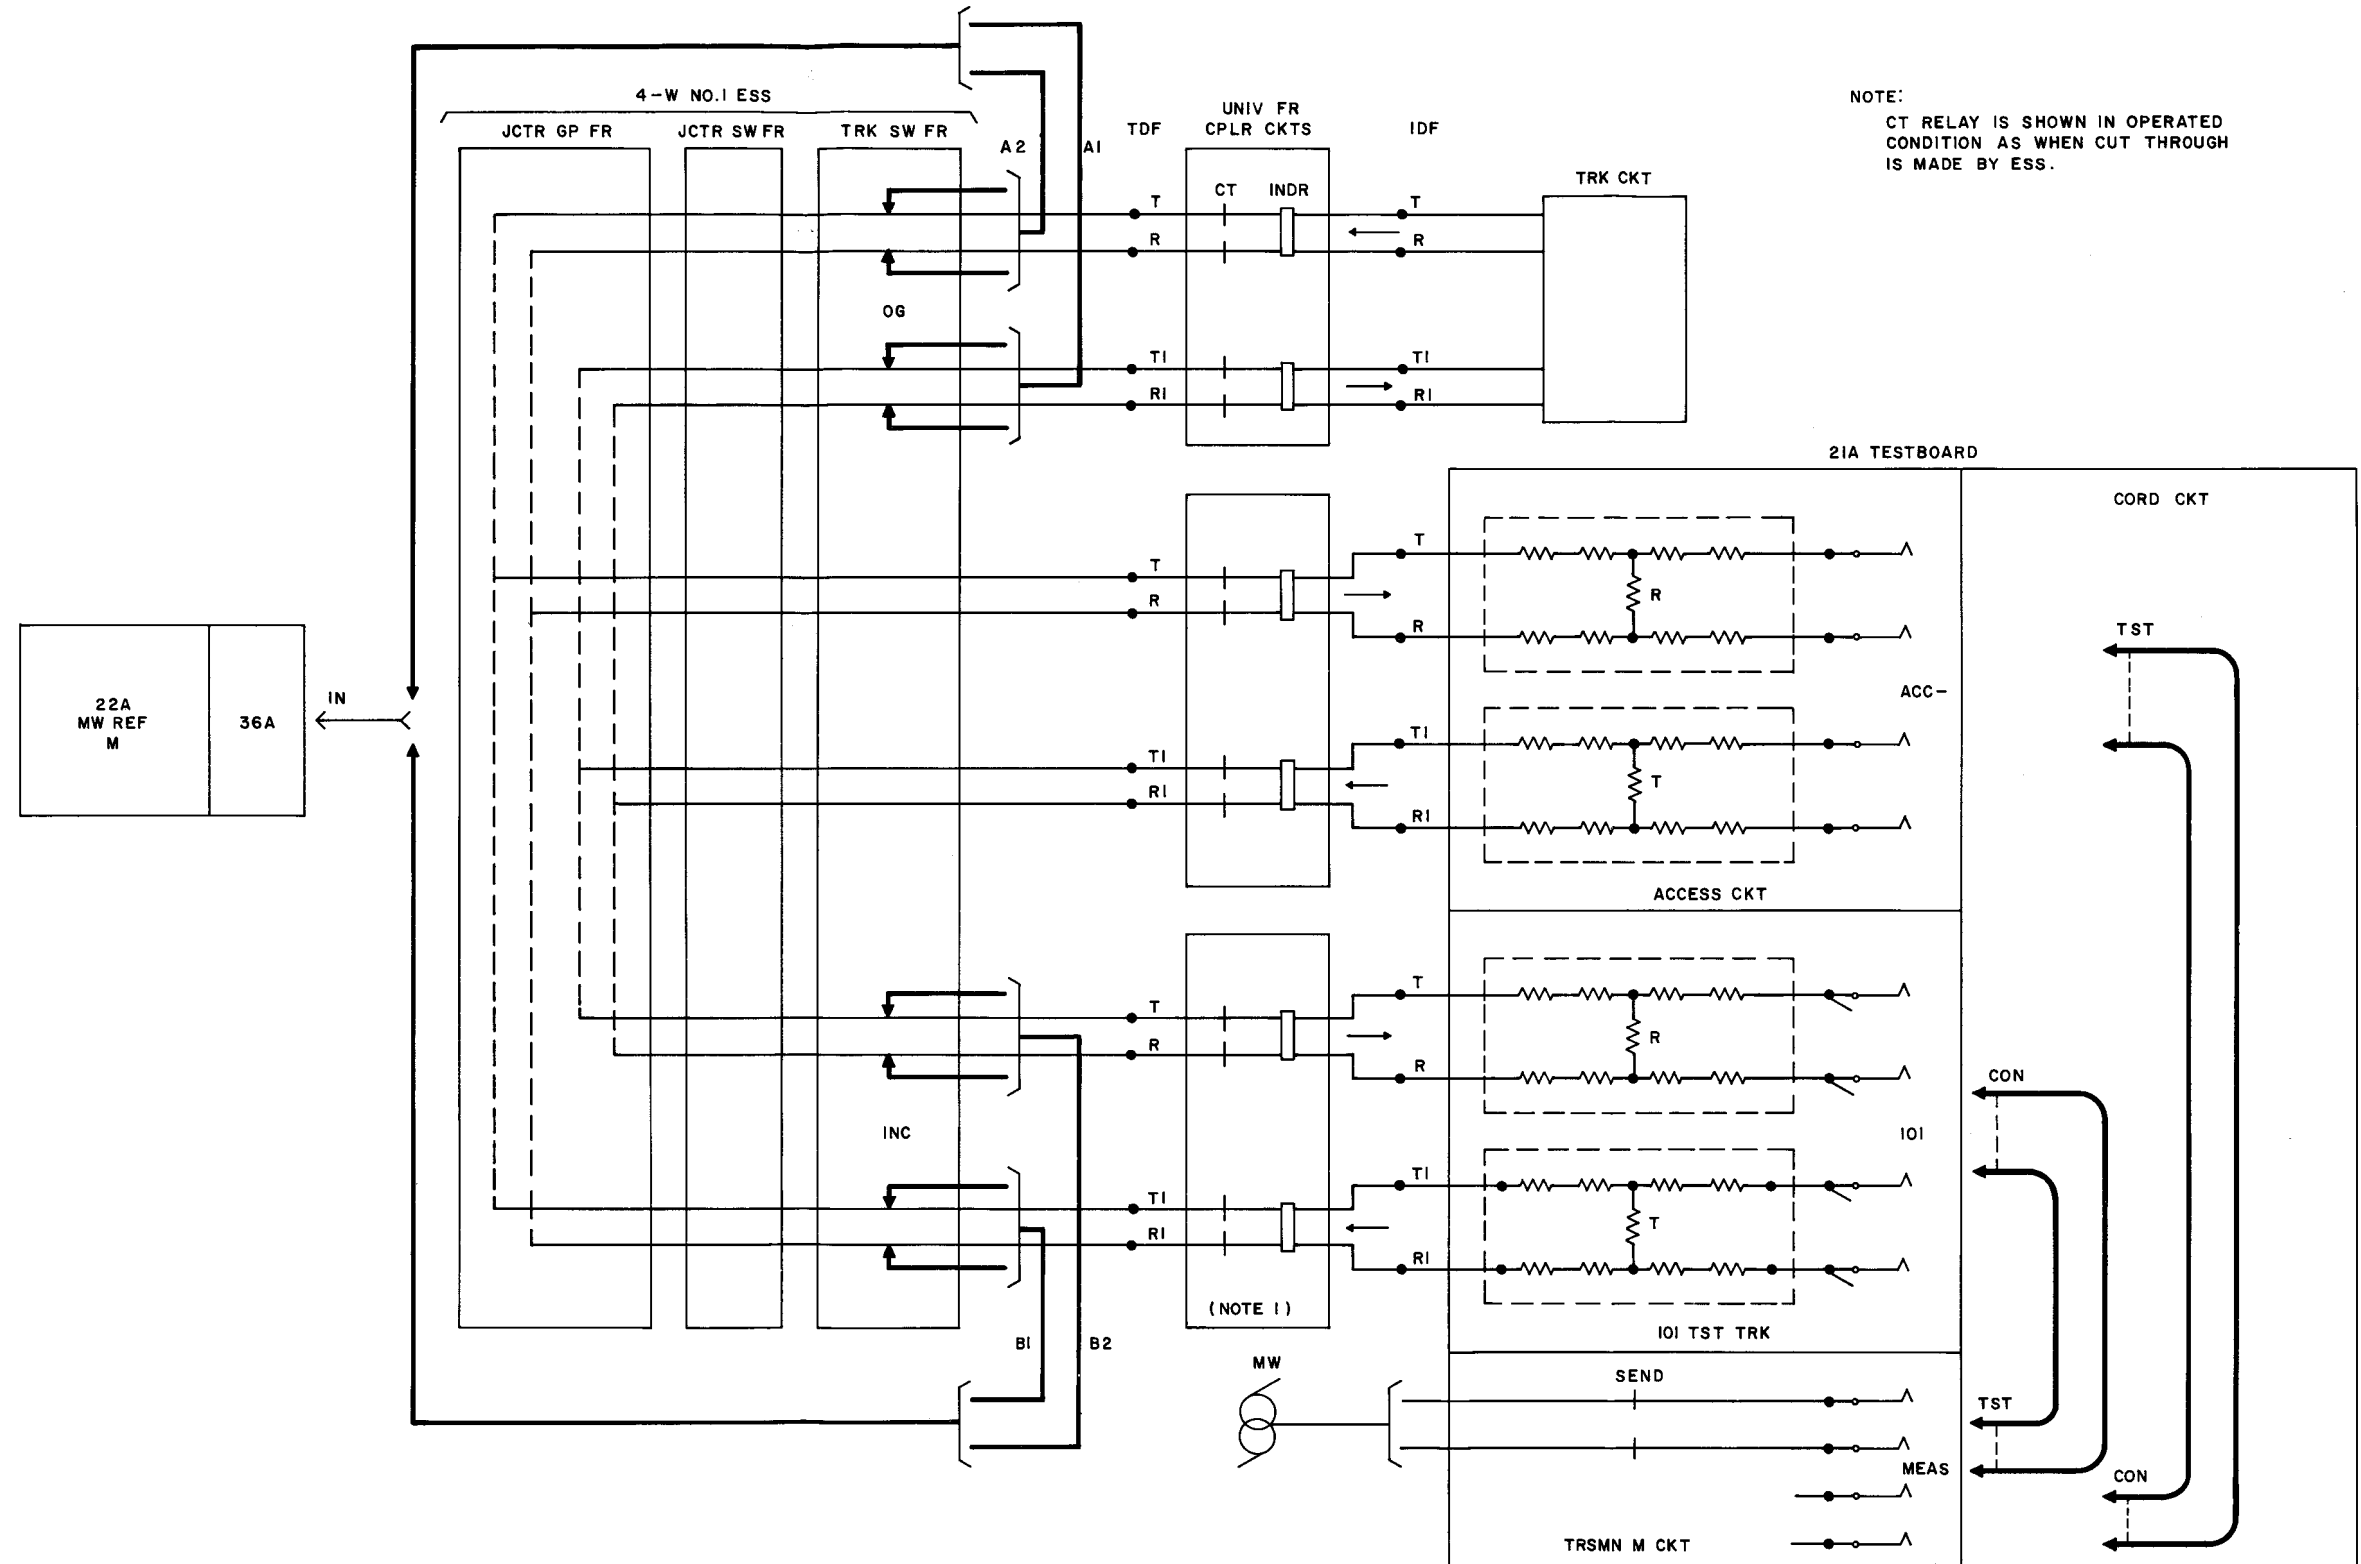 4-W NO.1 ESS
JCTR GP FR
JCTR SW FR
TRK SW FR
A2
A1
TDF
UNIV FR
CPLR CKTS
IDF
NOTE:
CT RELAY IS SHOWN IN OPERATED
CONDITION AS WHEN CUT THROUGH
IS MADE BY ESS.
TRK CKT
CT
INDR
T
T
R
R
OG
T1
T1
R1
R1
21A TESTBOARD
CORD CKT
T
T
R
R
R
TST
ACC-
22A
MW REF
M
36A
IN
T1
T1
R1
T
R1
ACCESS CKT
T
T
R
R
R
CON
INC
101
T1
T1
R1
T
R1
(NOTE 1)
101 TST TRK
B1
B2
MW
SEND
TST
MEAS
CON
TRSMN M CKT